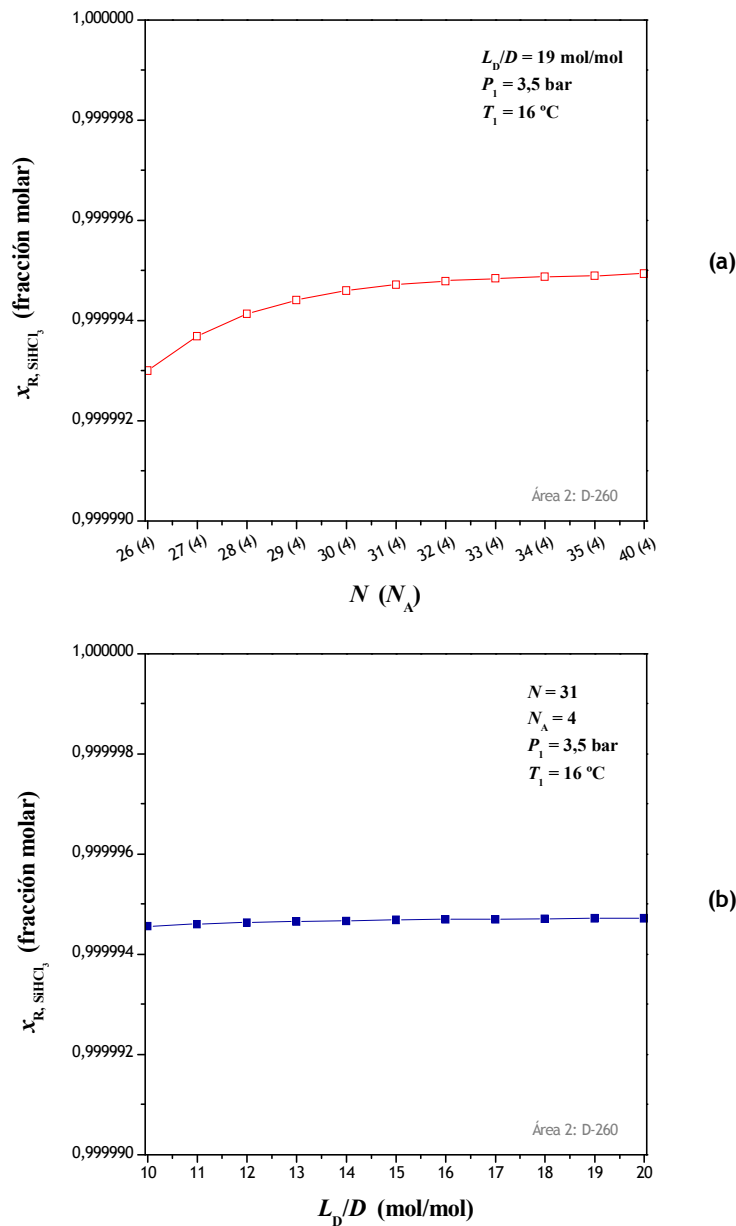 1,000000
L_D/D = 19 mol/mol
P_1 = 3,5 bar
T_1 = 16 ºC
0,999998
0,999996
(a)
0,999994
0,999992
0,999990
x_R, SiHCl_3 (fracción molar)
Área 2: D-260
26 (4) 27 (4) 28 (4) 29 (4) 30 (4) 31 (4) 32 (4) 33 (4) 34 (4) 35 (4) 40 (4)
N (N_A)
1,000000
N = 31
N_A = 4
P_1 = 3,5 bar
T_1 = 16 ºC
0,999998
0,999996
(b)
0,999994
0,999992
0,999990
x_R, SiHCl_3 (fracción molar)
Área 2: D-260
10 11 12 13 14 15 16 17 18 19 20
L_D/D (mol/mol)